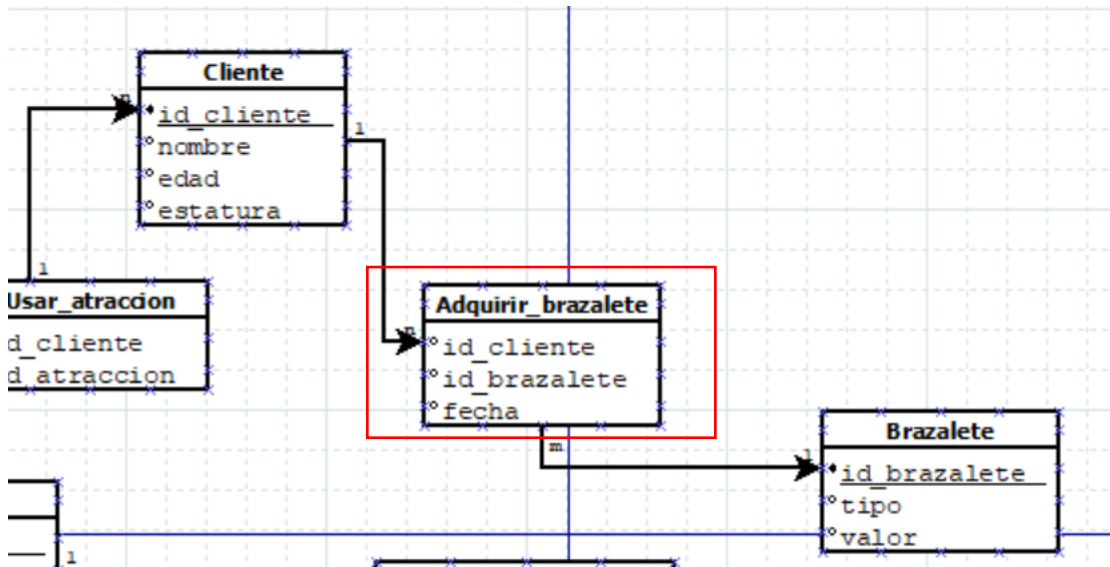 Cliente
n
id_cliente
1
nombre
edad
estatura
1
Usar_atraccion
d_cliente
d_atraccion
Adquirir_brazalete
n
id_cliente
id_brazalete
fecha
m
Brazalete
1
id_brazalete
tipo
valor
1